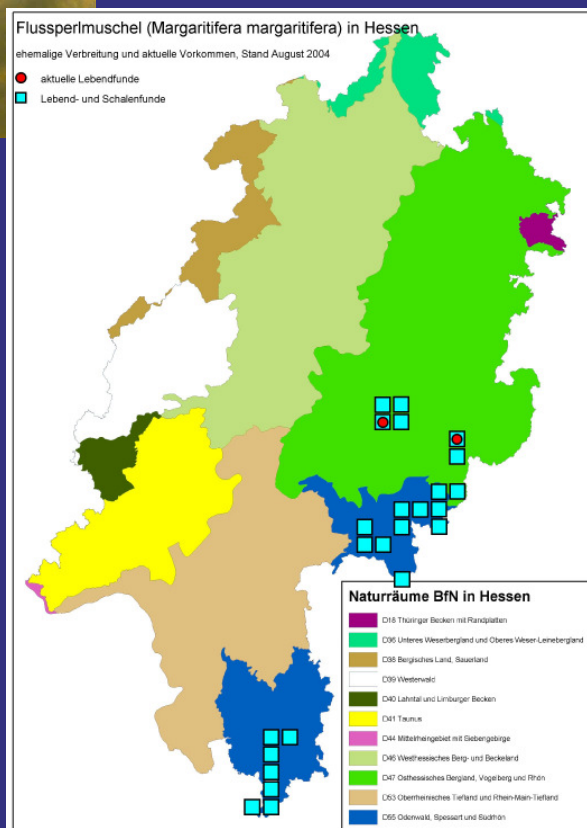 Flussperlmuschel (Margaritifera margaritifera) in Hessen
ehemalige Verbreitung und aktuelle Vorkommen, Stand August 2004
aktuelle Lebendfunde
Lebend- und Schalenfunde
Naturräume BfN in Hessen
D18 Thüringer Becken mit Randplatten
D36 Unteres Weserbergland und Oberes Weser-Leinebergland
D38 Bergisches Land, Sauerland
D39 Westerwald
D40 Lahntal und Limburger Becken
D41 Taunus
D44 Mittelrheingebiet mit Siebengebirge
D46 Westhessisches Berg- und Beckeland
D47 Osthessisches Bergland, Vogelberg und Rhön
D53 Oberrheinisches Tiefland und Rhein-Main-Tiefland
D55 Odenwald, Spessart und Südrhön